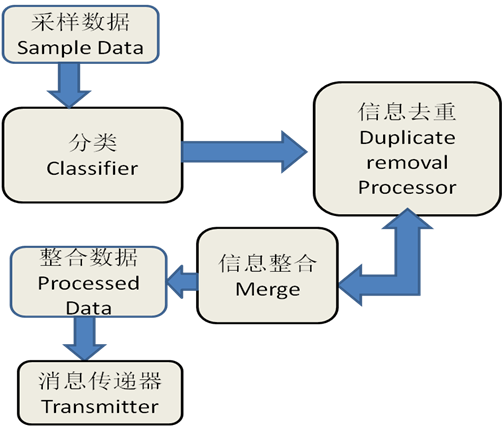 采样数据
Sample Data
分类
Classifier
信息去重
Duplicate
removal
Processor
信息整合
Merge
整合数据
Processed
Data
消息传递器
Transmitter